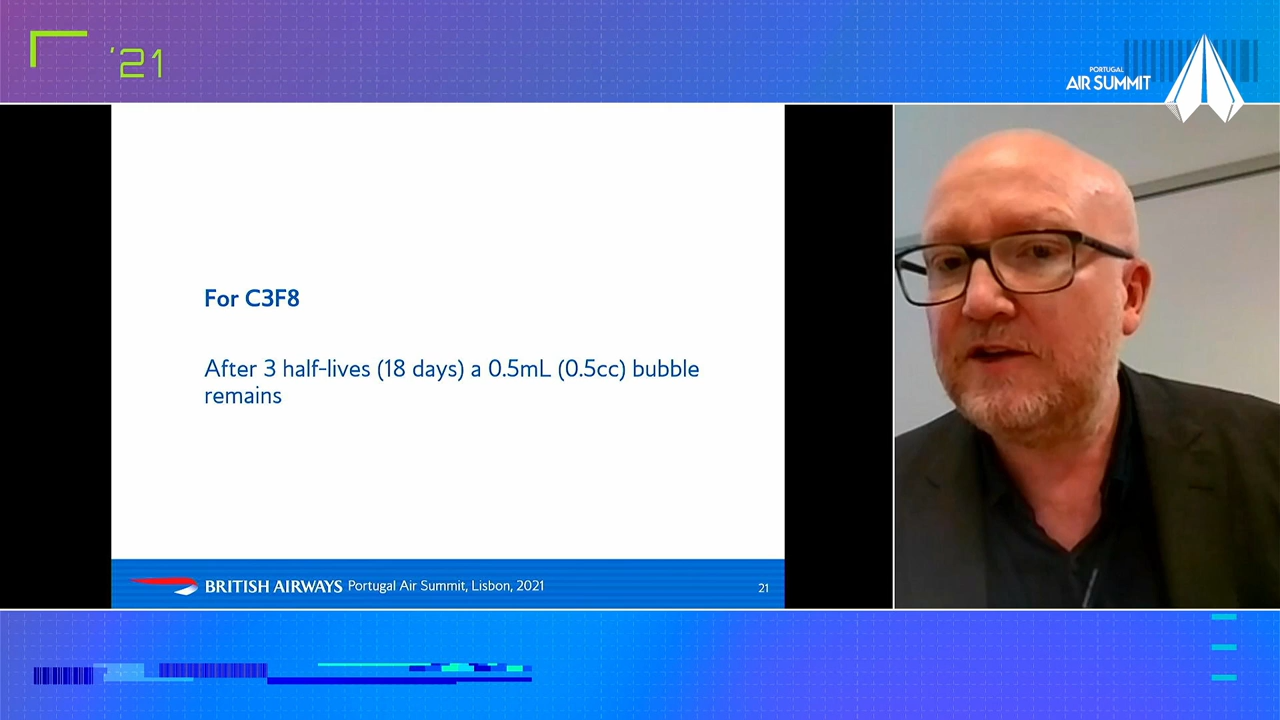 '21
PORTUGAL
AIR SUMMIT
For C3F8
After 3 half-lives (18 days) a 0.5mL (0.5cc) bubble
remains
BRITISH AIRWAYS Portugal Air Summit, Lisbon, 2021
21